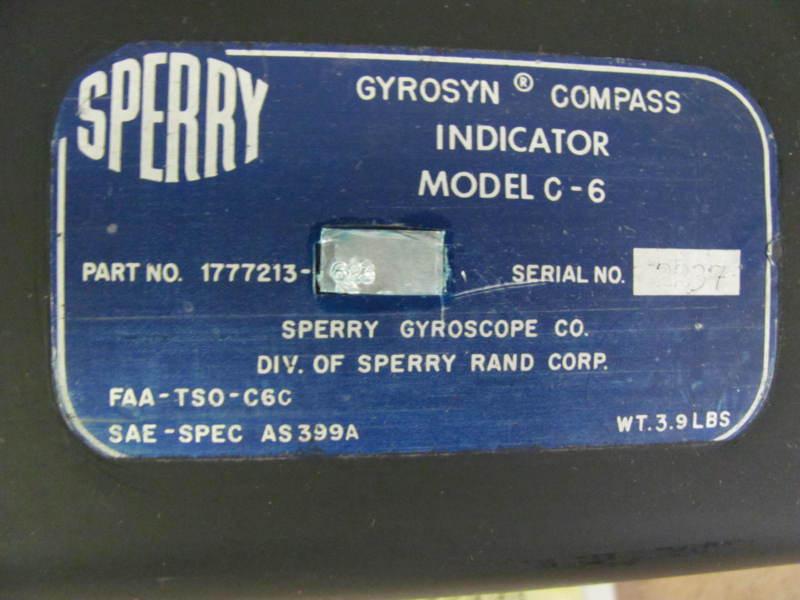 SPERRY
GYROSYN ® COMPASS
INDICATOR
MODEL C-6
PART NO. 1777213-
SERIAL NO.
SPERRY GYROSCOPE CO.
DIV. OF SPERRY RAND CORP.
FAA-TSO-C6C
SAE-SPEC AS399A
WT. 3.9 LBS